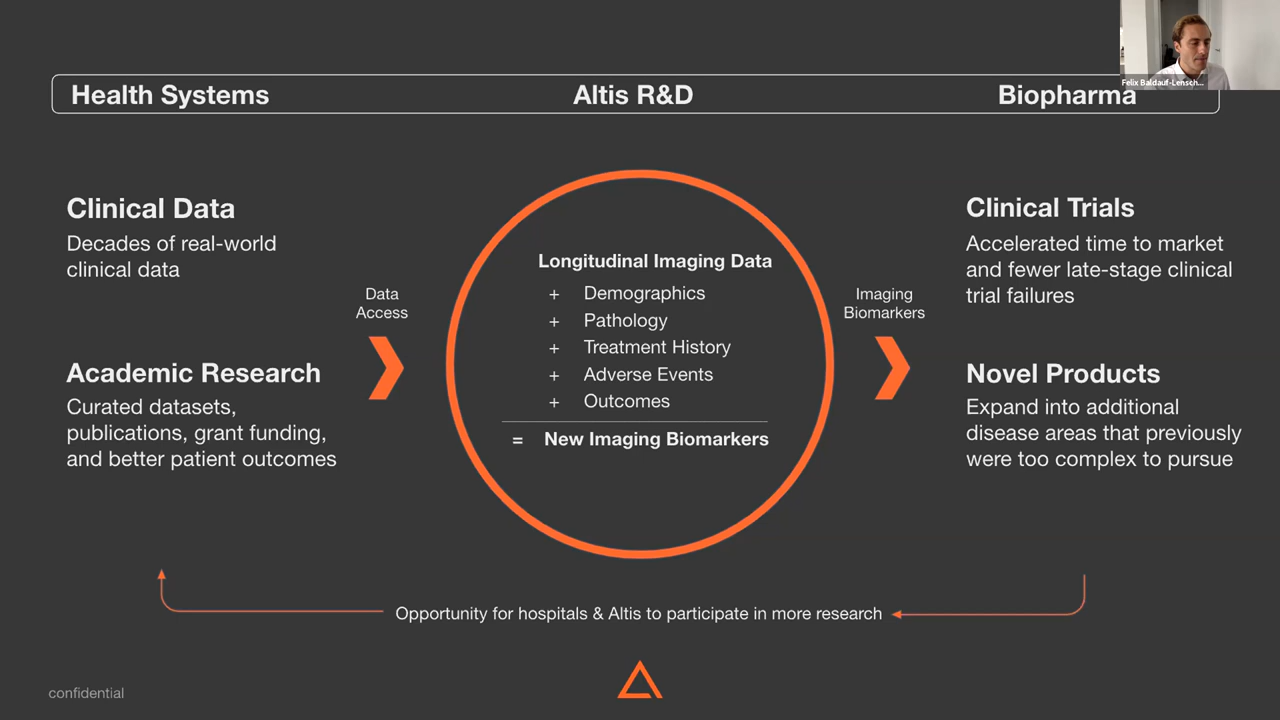 Health Systems
Altis R&D
Biopharma
Felix Baldauf-Lensch...
Clinical Data
Decades of real-world
clinical data
Academic Research
Curated datasets,
publications, grant funding,
and better patient outcomes
Data
Access
Longitudinal Imaging Data
+ Demographics
+ Pathology
+ Treatment History
+ Adverse Events
+ Outcomes
= New Imaging Biomarkers
Imaging
Biomarkers
Clinical Trials
Accelerated time to market
and fewer late-stage clinical
trial failures
Novel Products
Expand into additional
disease areas that previously
were too complex to pursue
Opportunity for hospitals & Altis to participate in more research
confidential